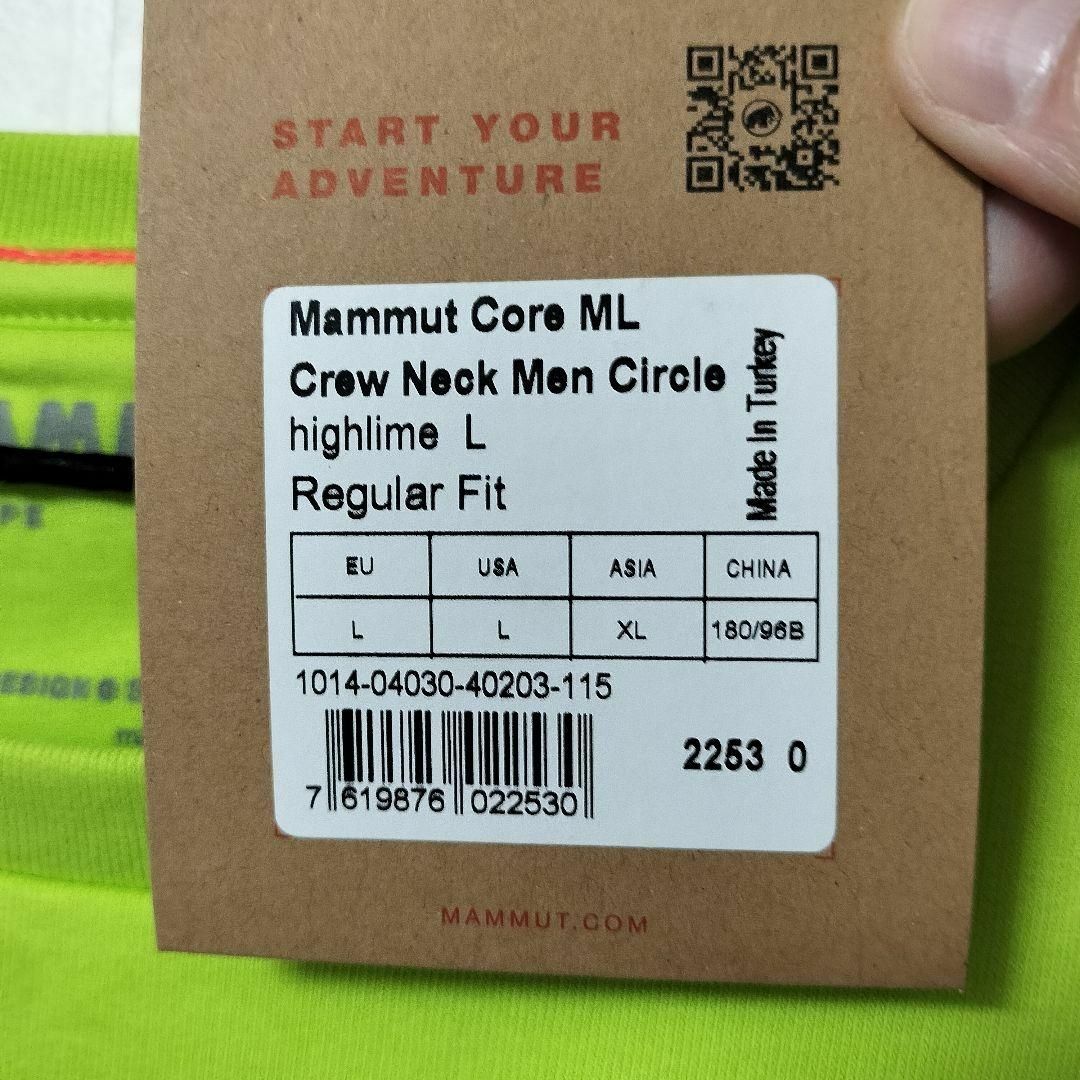 START YOUR
ADVENTURE
Mammut Core ML
Crew Neck Men Circle
highlime L
Regular Fit
Made In Turkey
EU USA ASIA CHINA
L L XL 180/96B
1014-04030-40203-115
2253 0
7 619876 022530
MAMMUT.COM